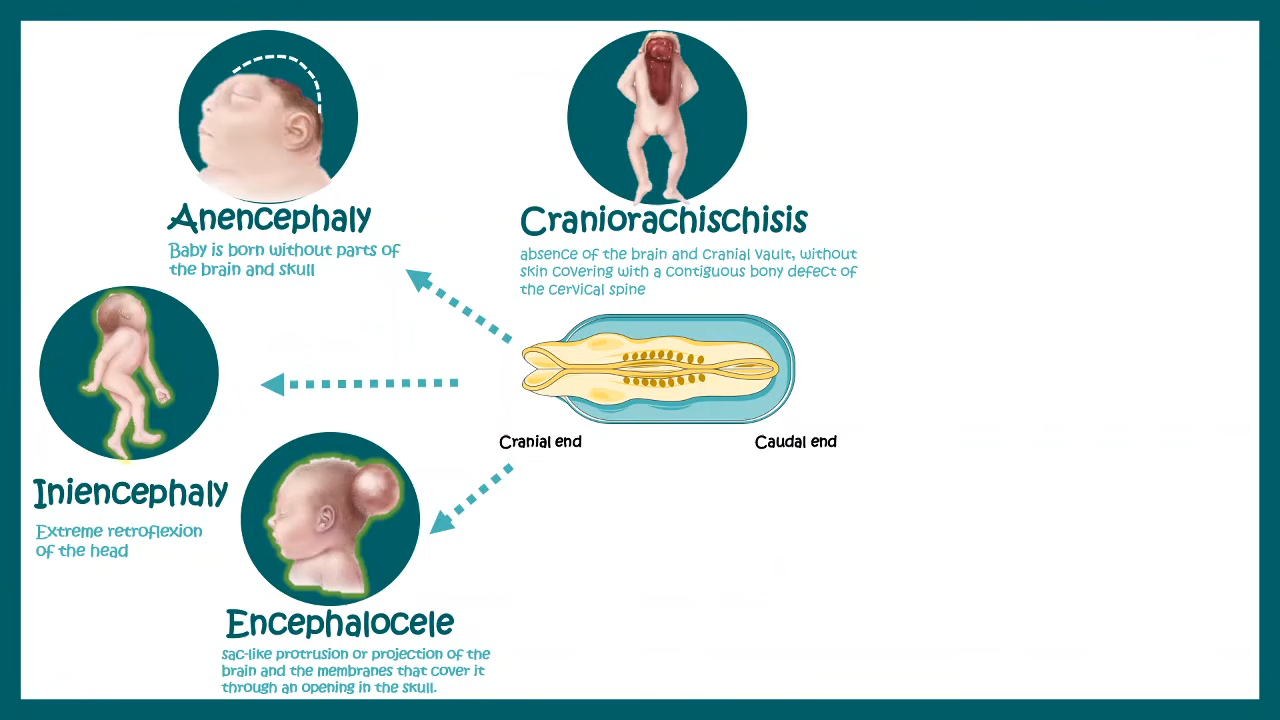 Anencephaly
Baby is born without parts of
the brain and skull
Craniorachischisis
absence of the brain and cranial vault, without
skin covering with a contiguous bony defect of
the cervical spine
Cranial end
Caudal end
Iniencephaly
Extreme retroflexion
of the head
Encephalocele
sac-like protrusion or projection of the
brain and the membranes that cover it
through an opening in the skull.